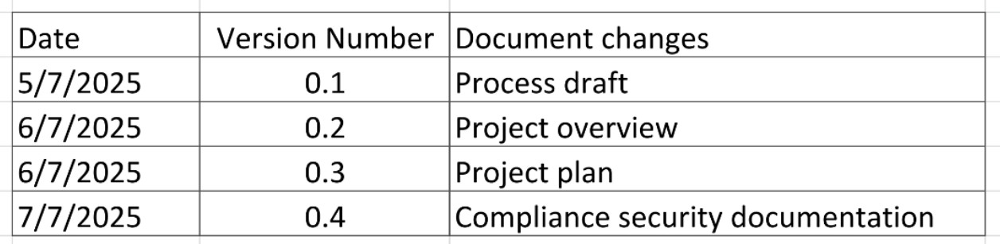 Date Version Number Document changes
5/7/2025 0.1 Process draft
6/7/2025 0.2 Project overview
6/7/2025 0.3 Project plan
7/7/2025 0.4 Compliance security documentation